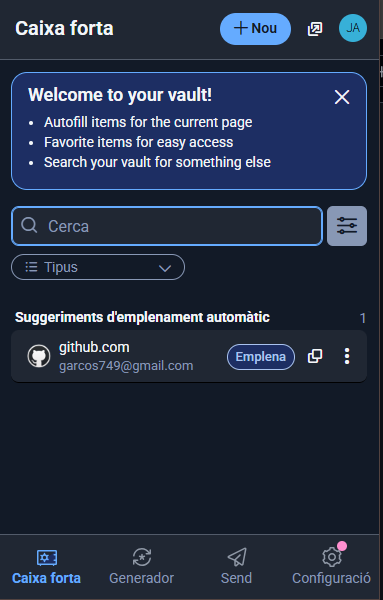 Caixa forta
Nou
JA
Welcome to your vault!
Autofill items for the current page
Favorite items for easy access
Search your vault for something else
Cerca
Tipus
Suggeriments d'emplenament automàtic
1
github.com
Emplena
garcos749@gmail.com
Caixa forta
Generador
Send
Configuració